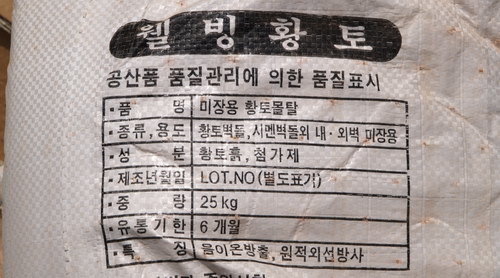 웰빙황토
공산품 품질관리에 의한 품질표시
· 품 명 미장용 황토몰탈
· 종류, 용도 황토벽돌, 시멘벽돌외 내 · 외벽 미장용
· 성 분 황토흙, 첨가제
· 제조년월일 LOT.NO (별도표기)
· 중 량 25 kg
· 유통기한 6 개월
· 특 징 음이온방출, 원적외선방사